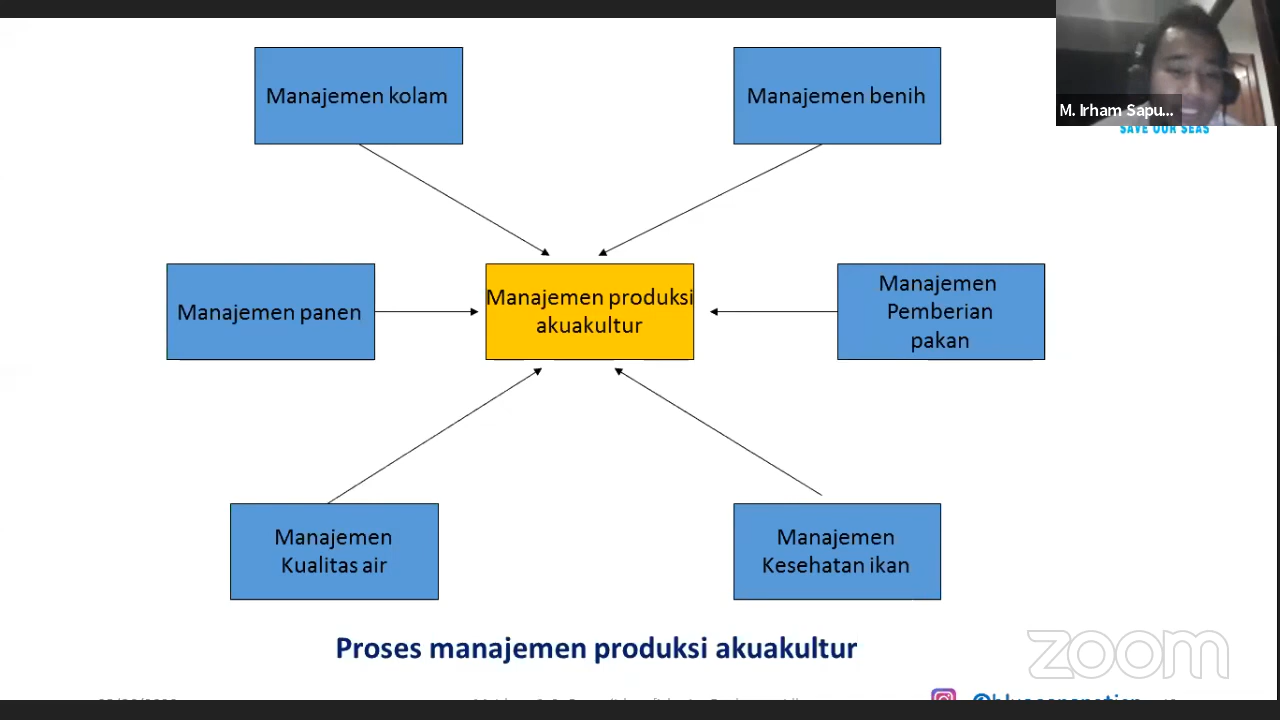 Manajemen kolam
Manajemen benih
M. Irham Sapu...
SAVE OUR SEAS
Manajemen panen
Manajemen produksi
akuakultur
Manajemen
Pemberian
pakan
Manajemen
Kualitas air
Manajemen
Kesehatan ikan
Proses manajemen produksi akuakultur
zoom